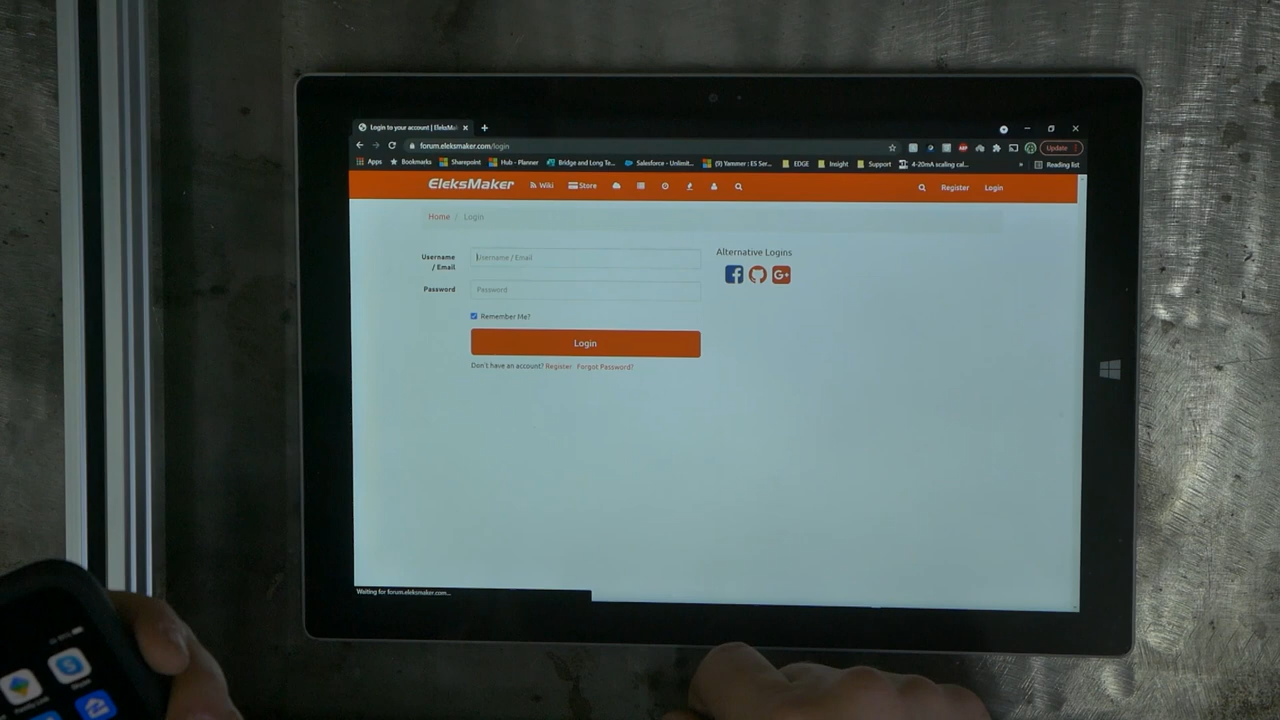 Login to your account | EleksMa
forum.eleksmaker.com/login
Update
Apps Bookmarks Sharepoint Hub - Planner Bridge and Long Te... Salesforce - Unlimit... (9) Yammer : ES Ser... EDGE Insight Support 4-20mA scaling cal... » Reading list
EleksMaker Wiki Store Register Login
Home / Login
Username / Email
Username
/ Email
Alternative Logins
Password
Password
Remember Me?
Login
Don't have an account? Register Forgot Password?
Waiting for forum.eleksmaker.com...